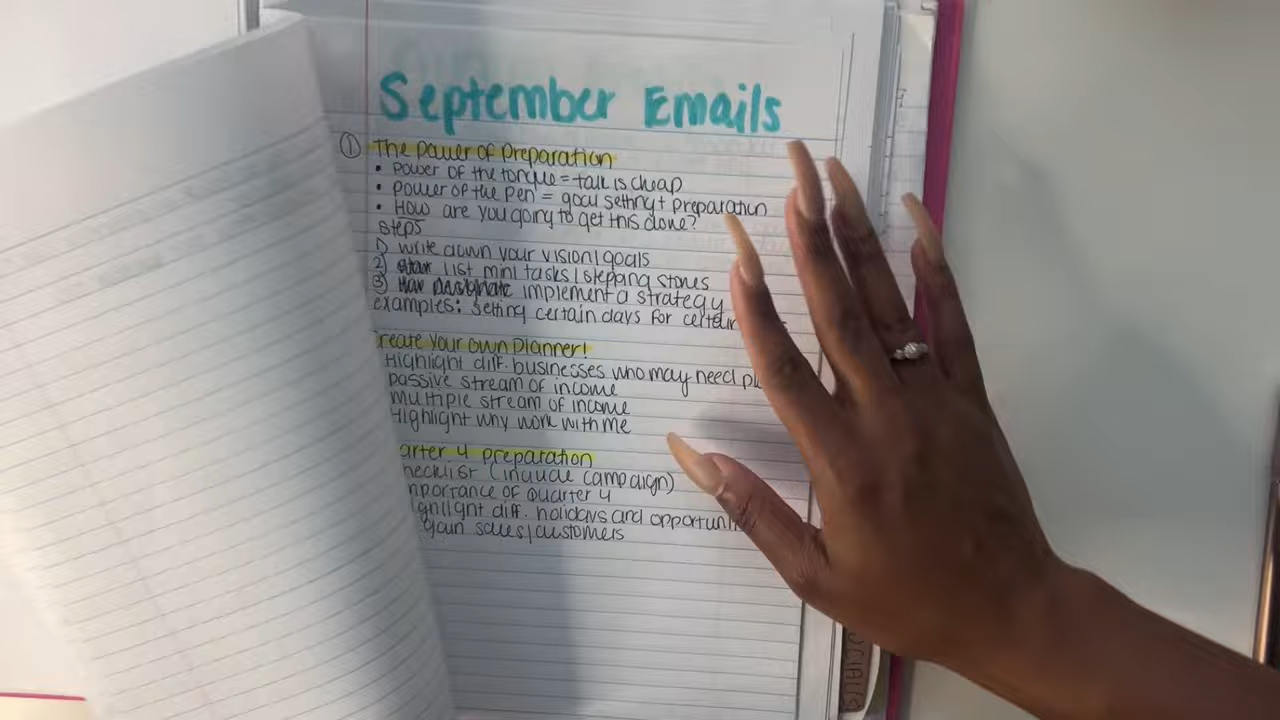 September Emails
① The power of Preparation
• Power of the tongue = talk is cheap
• Power of the Pen = goal setting + preparation
• How are you going to get this done?
Steps
1) write down your vision/goals
2) list mini tasks/stepping stones
3) implement a strategy
examples: setting certain days for certain
reate Your Own Planner!
Highlight diff. businesses who may need pl
passive stream of income
multiple stream of income
Highlight why work with me
arter 4 preparation
hecklist (include campaign)
mportance of Quarter 4
ighlight diff. holidays and opportuni
gain sales/customers